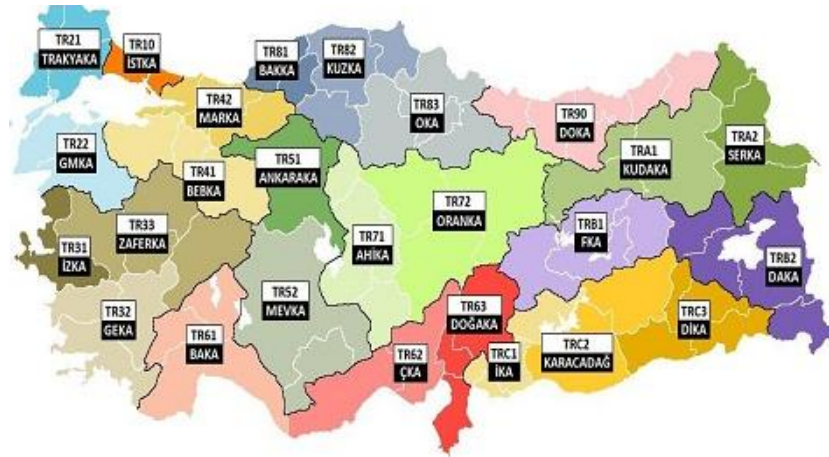 TR21
TRAKYAKA
TR10
İSTKA
TR81
BAKKA
TR82
KUZKA
TR42
MARKA
TR83
OKA
TR90
DOKA
TRA2
SERKA
TRA1
KUDAKA
TR22
GMKA
TR41
BEBKA
TR51
ANKARAKA
TR72
ORANKA
TR33
ZAFERKA
TR71
AHİKA
TRB1
FKA
TRB2
DAKA
TR31
İZKA
TR52
MEVKA
TR63
DOĞAKA
TRC3
DİKA
TR32
GEKA
TR61
BAKA
TR62
ÇKA
TRC1
İKA
TRC2
KARACADAĞ